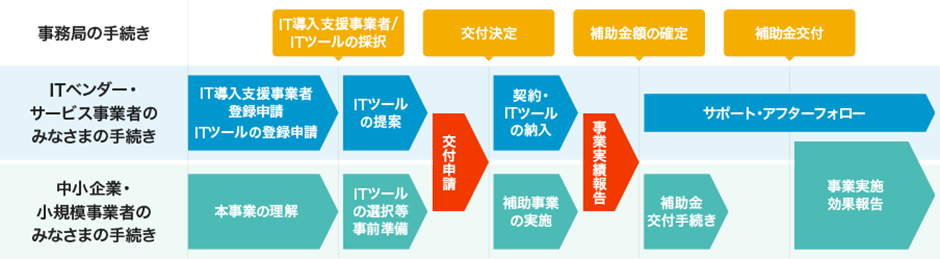 事務局の手続き
IT導入支援事業者/
ITツールの採択
交付決定
補助金額の確定
補助金交付
ITベンダー・
サービス事業者の
みなさまの手続き
IT導入支援事業者
登録申請
ITツールの登録申請
ITツール
の提案
交付申請
契約・
ITツール
の納入
事業実績報告
サポート・アフターフォロー
中小企業・
小規模事業者の
みなさまの手続き
本事業の理解
ITツール
の選択等
事前準備
補助事業
の実施
補助金
交付手続き
事業実施
効果報告